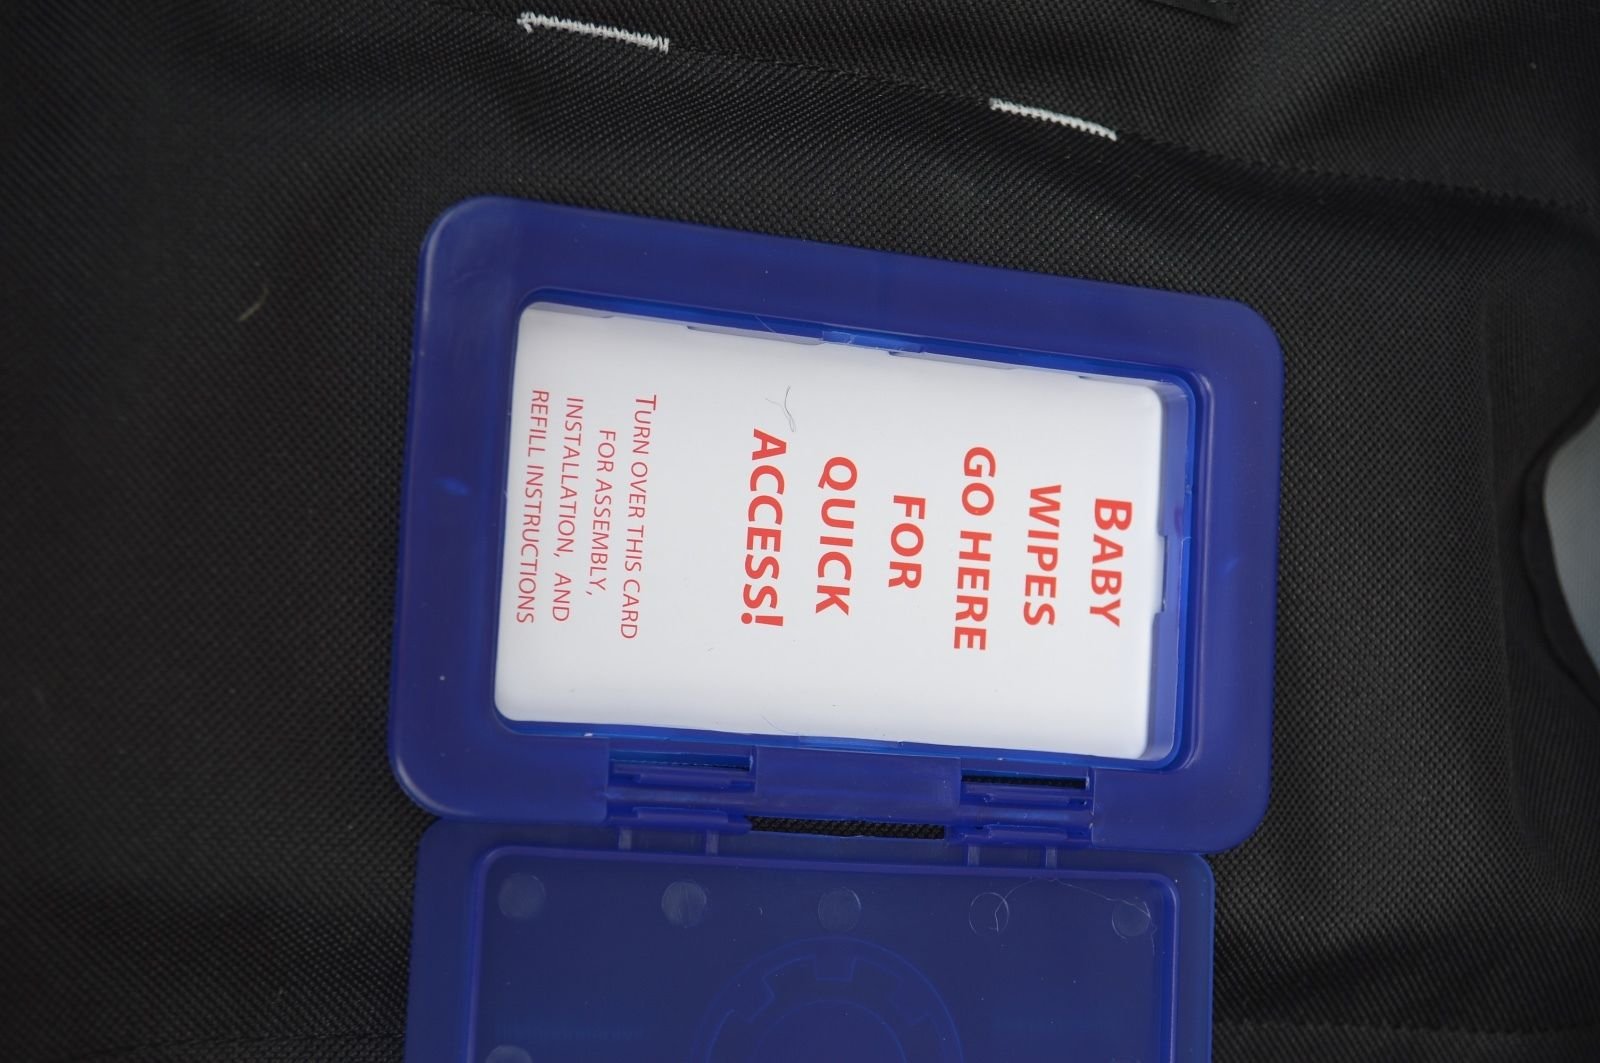 BABY
WIPES
GO HERE
FOR
QUICK
ACCESS!
TURN OVER THIS CARD
FOR ASSEMBLY,
INSTALLATION, AND
REFILL INSTRUCTIONS